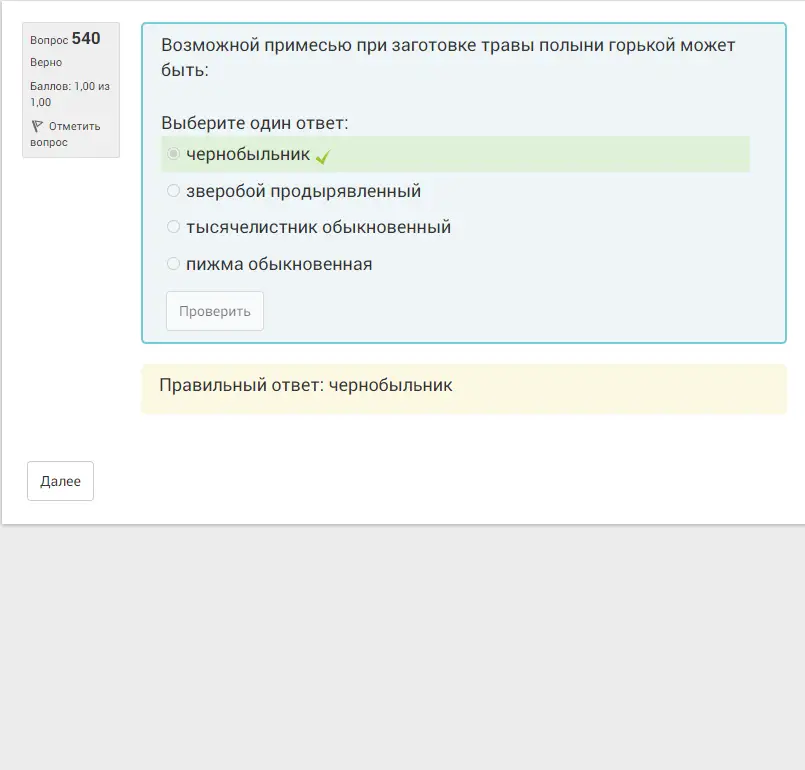 Вопрос 540
Верно
Баллов: 1,00 из
1,00
Отметить
вопрос
Возможной примесью при заготовке травы полыни горькой может
быть:
Выберите один ответ:
чернобыльник
зверобой продырявленный
тысячелистник обыкновенный
пижма обыкновенная
Проверить
Правильный ответ: чернобыльник
Далее